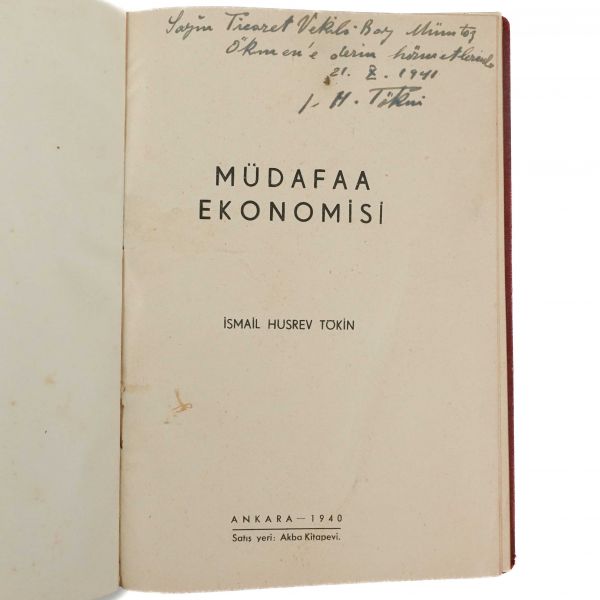 Sayın Ticaret Vekili Bay Mümtaz
Ökmen'e derin hürmetlerimle
21. 2. 1941
İ. H. Tökin
MÜDAFAA
EKONOMİSİ
İSMAİL HUSREV TÖKİN
ANKARA — 1940
Satış yeri: Akba Kitapevi.